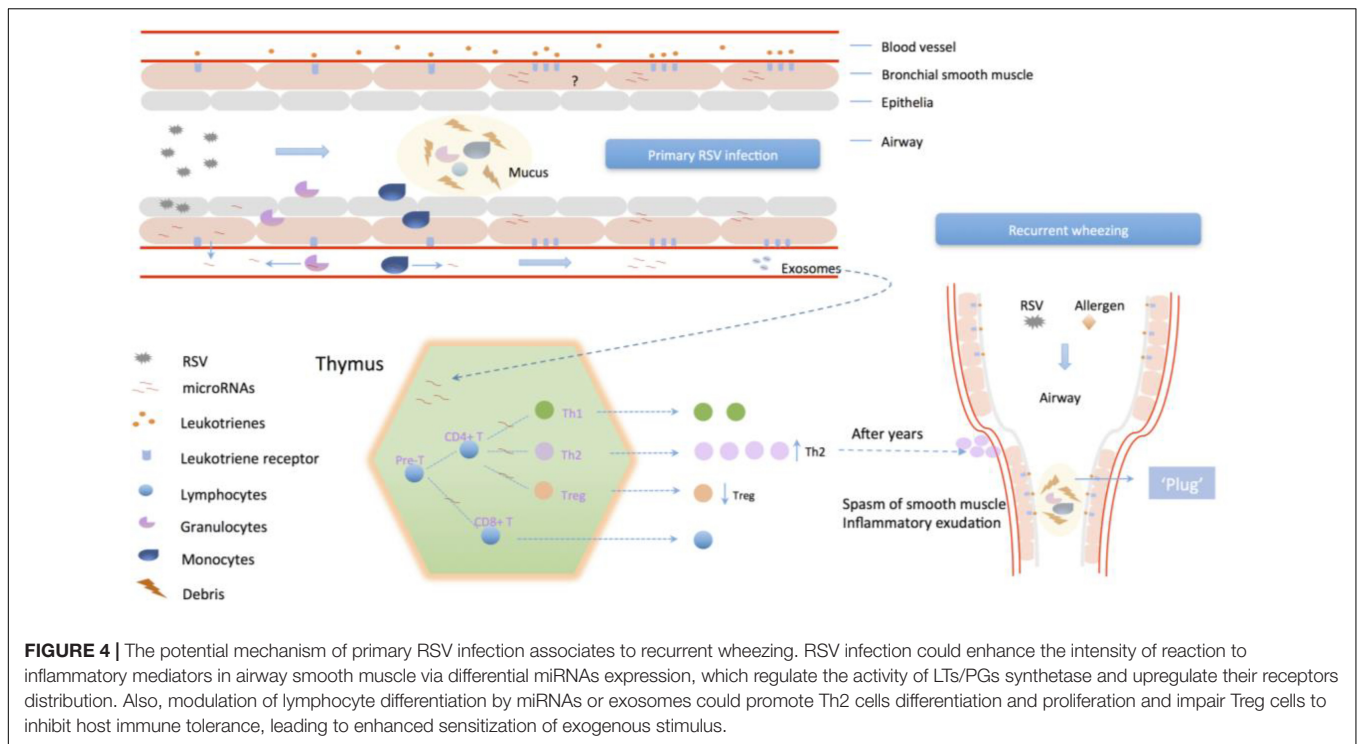 Blood vessel
Bronchial smooth muscle
?
Epithelia
Airway
Primary RSV infection
Mucus
Recurrent wheezing
Exosomes
RSV
Allergen
Airway
RSV
microRNAs
Leukotrienes
Leukotriene receptor
Lymphocytes
Granulocytes
Monocytes
Debris
Thymus
Pre-T
CD4+ T
CD8+ T
Th1
Th2
Treg
Th2
Treg
After years
Spasm of smooth muscle
Inflammatory exudation
'Plug'
FIGURE 4 | The potential mechanism of primary RSV infection associates to recurrent wheezing. RSV infection could enhance the intensity of reaction to
inflammatory mediators in airway smooth muscle via differential miRNAs expression, which regulate the activity of LTs/PGs synthetase and upregulate their receptors
distribution. Also, modulation of lymphocyte differentiation by miRNAs or exosomes could promote Th2 cells differentiation and proliferation and impair Treg cells to
inhibit host immune tolerance, leading to enhanced sensitization of exogenous stimulus.